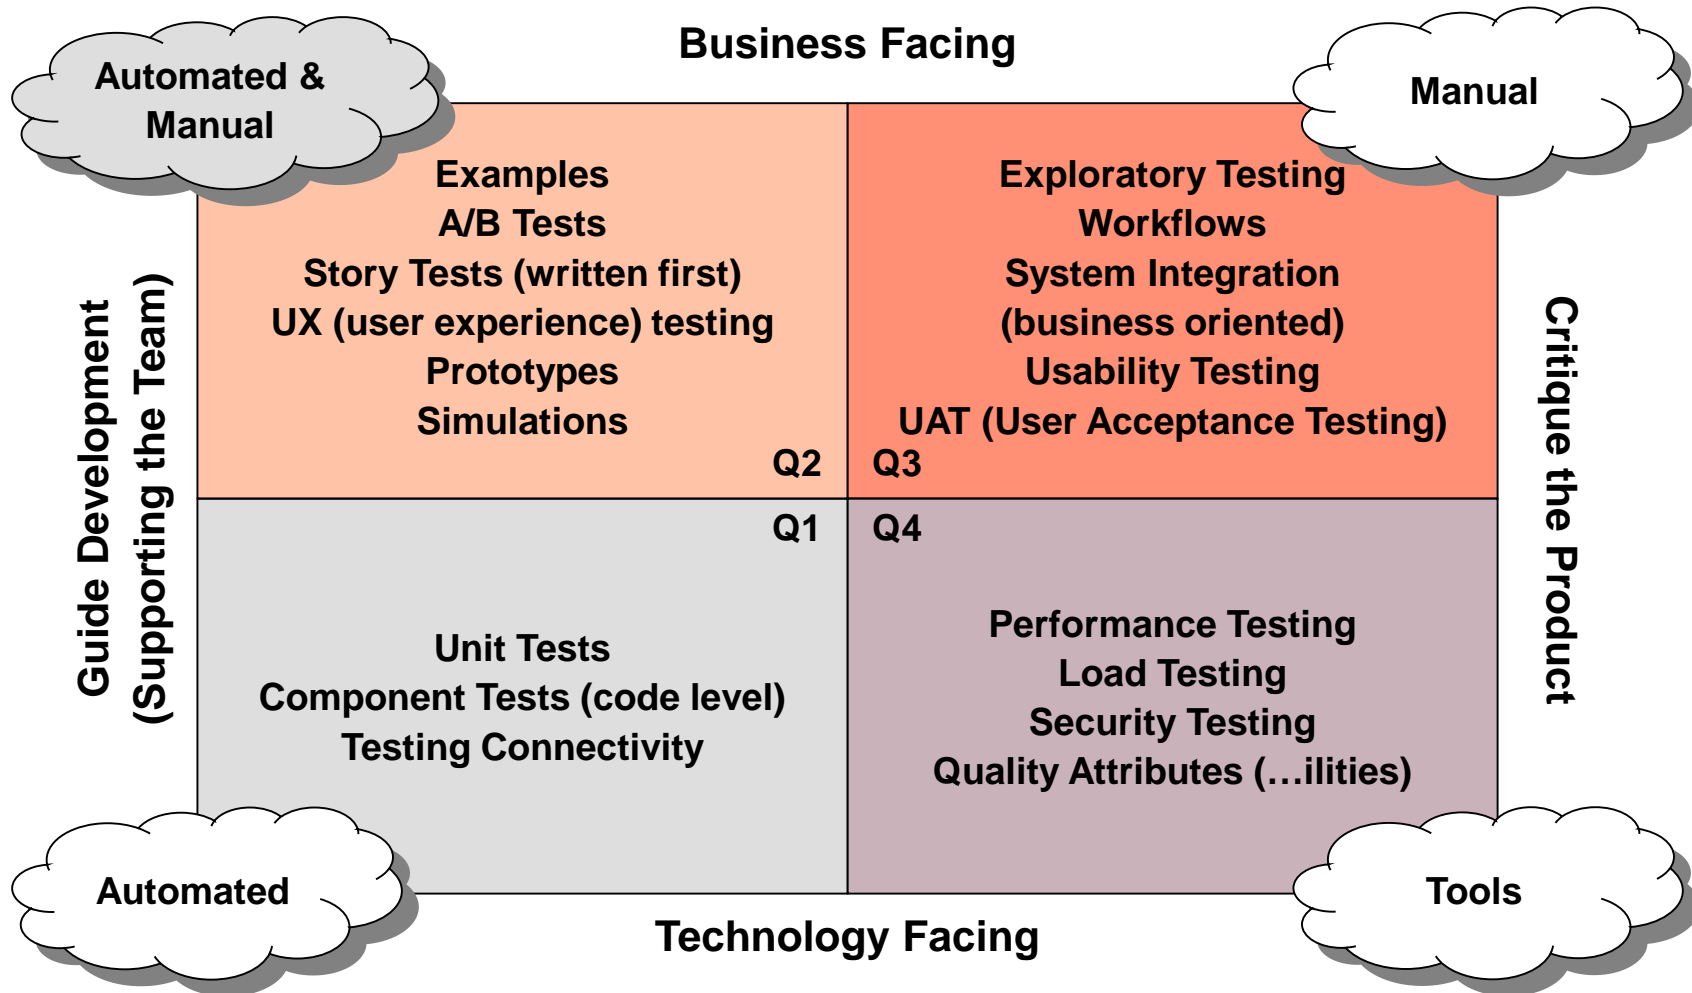 Business Facing
Automated &
Manual
Manual
Examples
A/B Tests
Story Tests (written first)
UX (user experience) testing
Prototypes
Simulations
Q2
Exploratory Testing
Workflows
System Integration
(business oriented)
Usability Testing
UAT (User Acceptance Testing)
Q3
Guide Development
(Supporting the Team)
Critique the Product
Q1
Unit Tests
Component Tests (code level)
Testing Connectivity
Q4
Performance Testing
Load Testing
Security Testing
Quality Attributes (…ilities)
Automated
Tools
Technology Facing